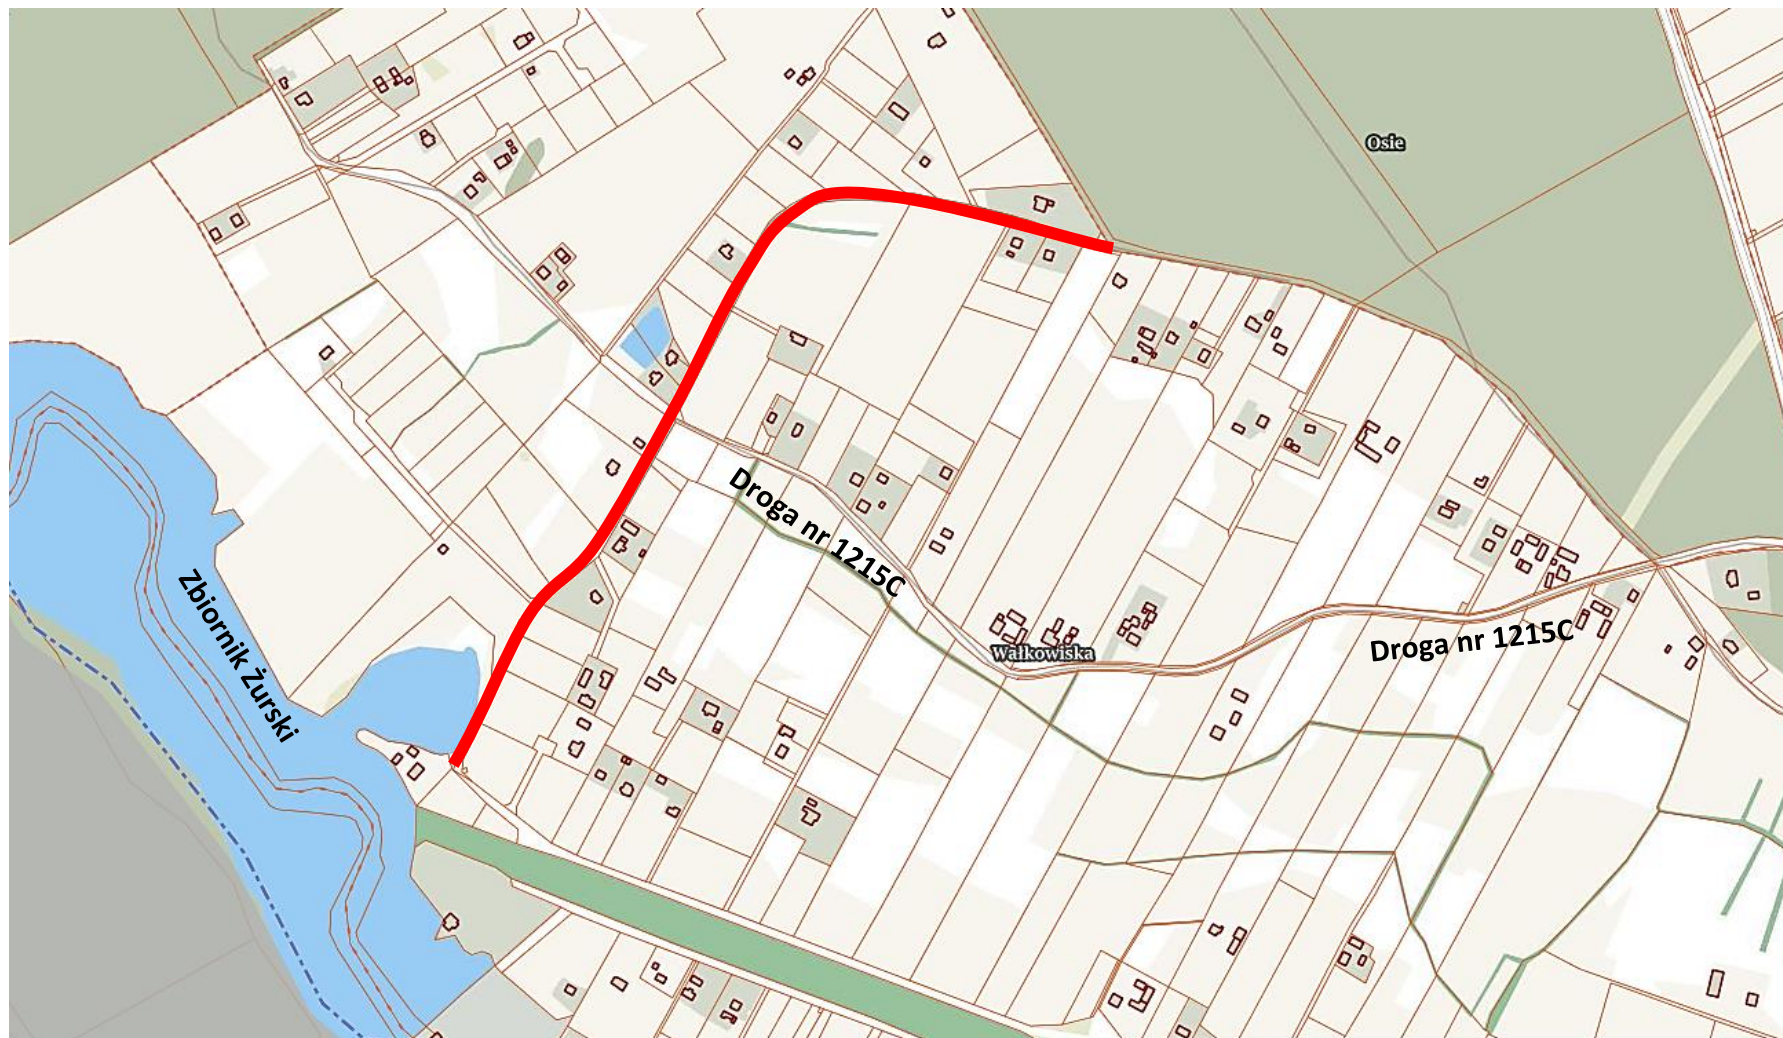 Osie
Droga nr 1215C
Zbiornik Żurski
Wałkowiska
Droga nr 1215C